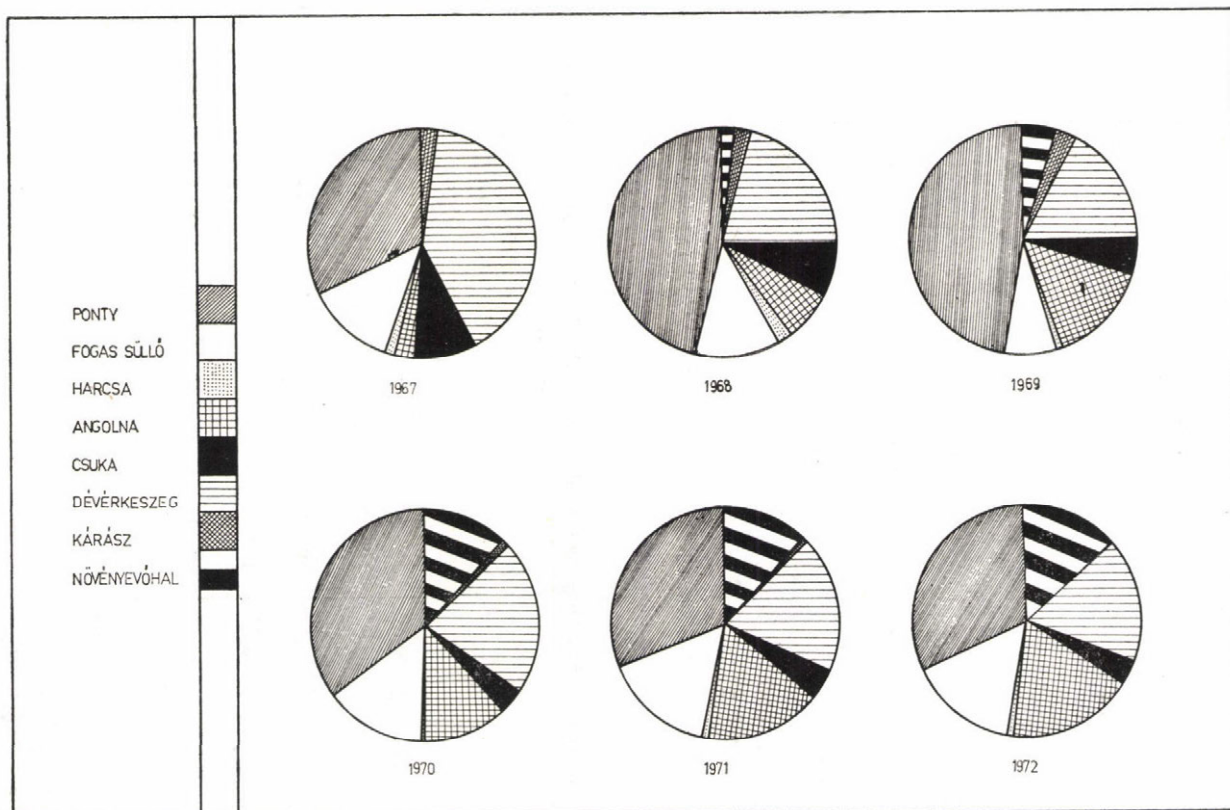 PONTY
FOGAS SÜLLŐ
HARCSA
ANGOLNA
CSUKA
DÉVÉRKESZEG
KÁRÁSZ
NÖVÉNYEVŐHAL
1967
1968
1969
1970
1971
1972